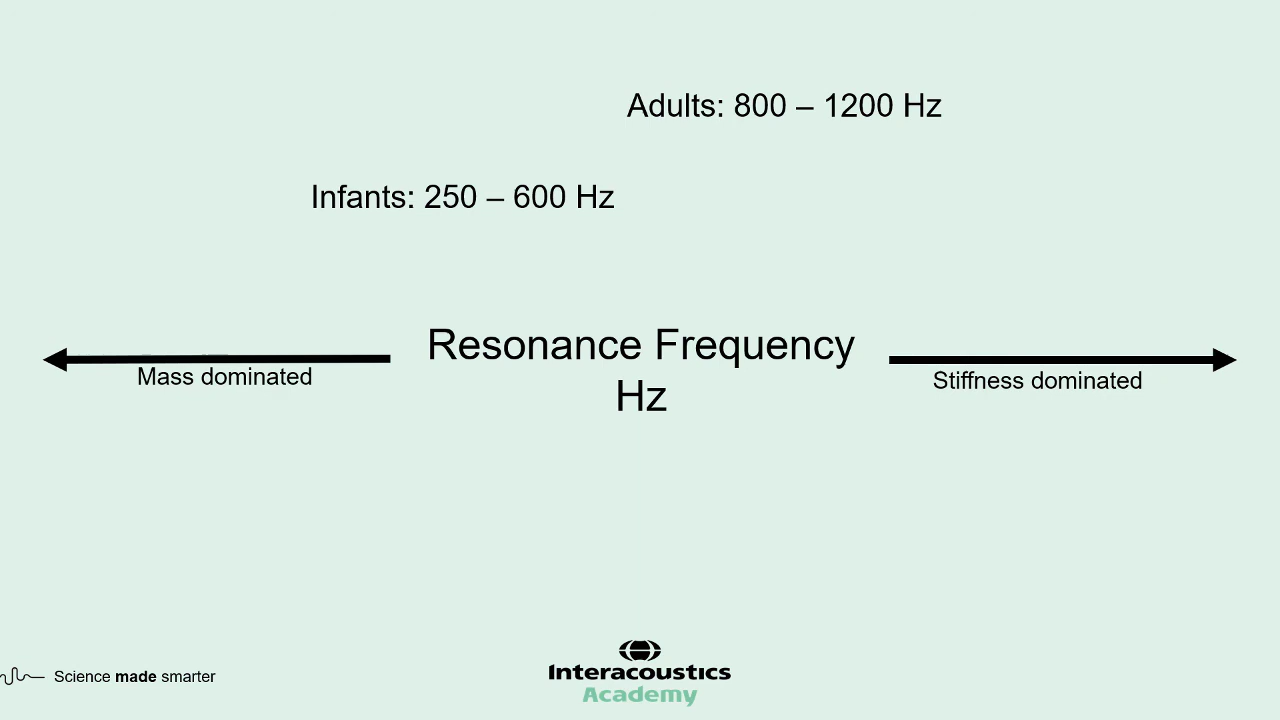 Adults: 800 – 1200 Hz
Infants: 250 – 600 Hz
Resonance Frequency
Hz
Mass dominated
Stiffness dominated
Science made smarter
Interacoustics
Academy